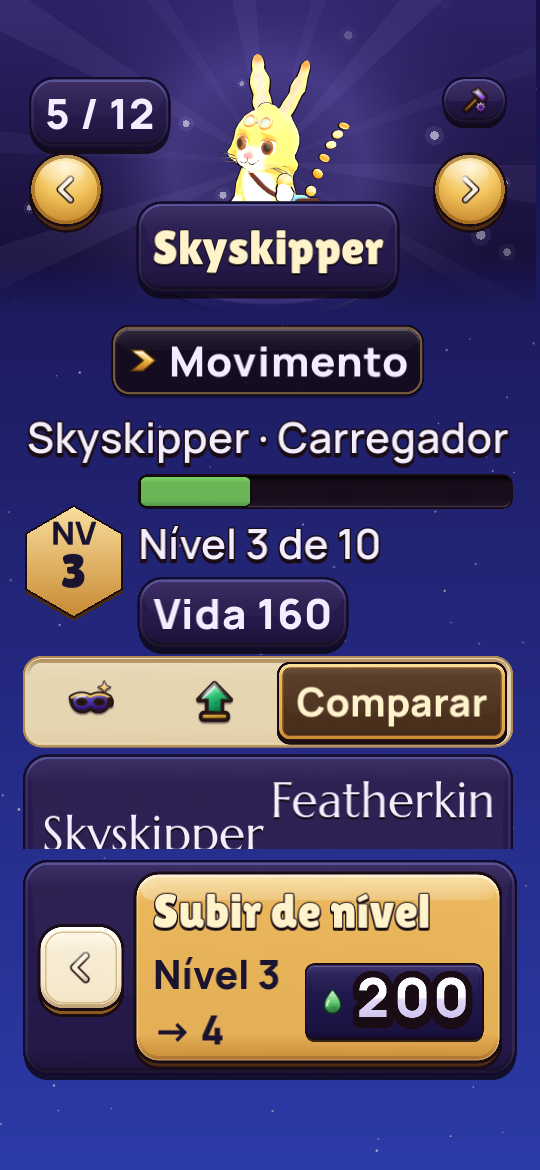 5 / 12
Skyskipper
Movimento
Skyskipper · Carregador
NV
3
Nível 3 de 10
Vida 160
Comparar
Featherkin
Skyskipper
Subir de nível
Nível 3
→ 4
200